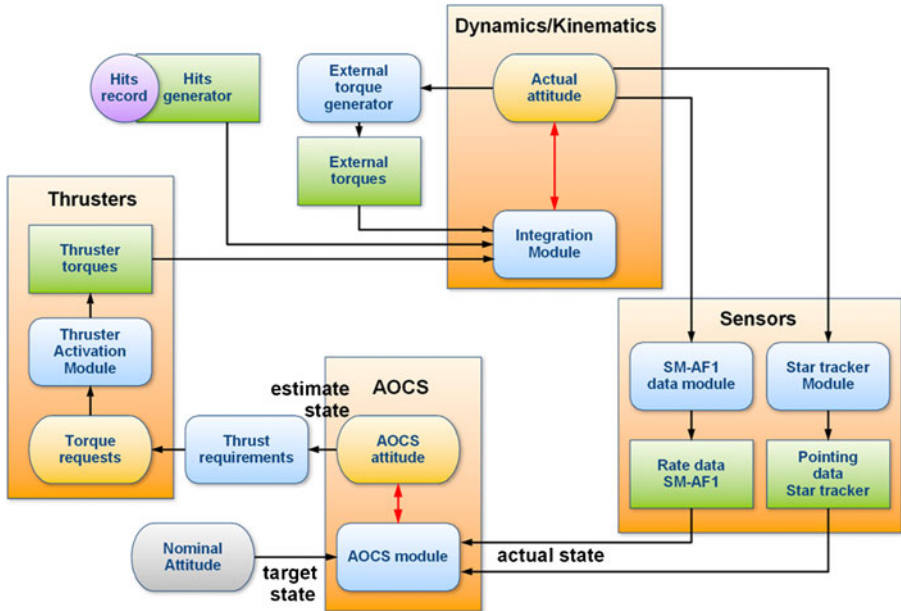 Dynamics/Kinematics
Hits
record
Hits
generator
External
torque
generator
Actual
attitude
External
torques
Integration
Module
Thrusters
Thruster
torques
Thruster
Activation
Module
Torque
requests
Thrust
requirements
estimate
state
AOCS
AOCS
attitude
AOCS module
Nominal
Attitude
target
state
actual state
Sensors
SM-AF1
data module
Star tracker
Module
Rate data
SM-AF1
Pointing
data
Star tracker